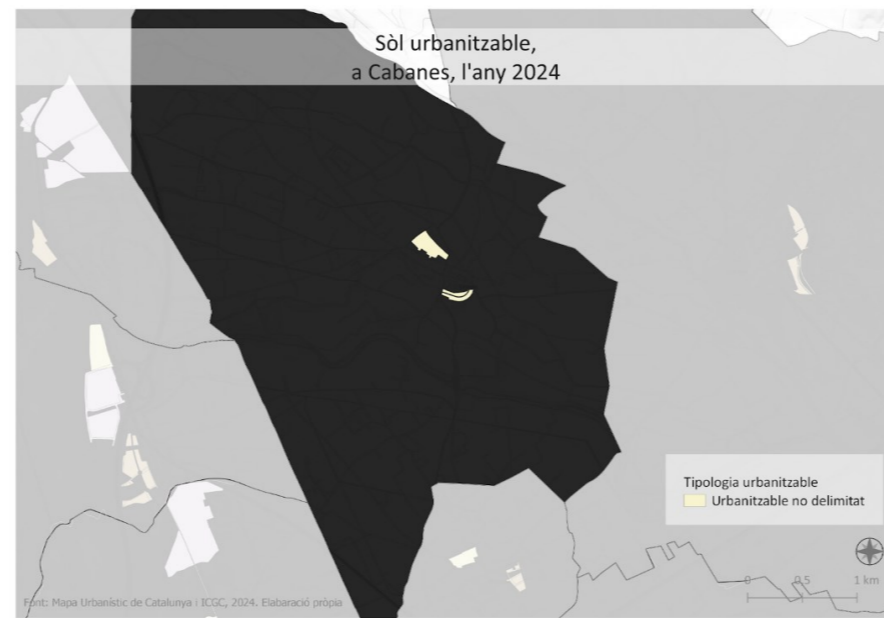 Sòl urbanitzable,
a Cabanes, l'any 2024
Tipologia urbanitzable
Urbanitzable no delimitat
0 0,5 1 km
Font: Mapa Urbanístic de Catalunya i ICGC, 2024. Elabaració pròpia